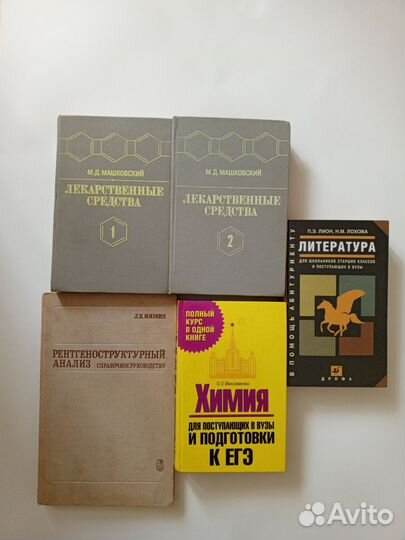 М.Д. МАШКОВСКИЙ
ЛЕКАРСТВЕННЫЕ
СРЕДСТВА
1
М.Д. МАШКОВСКИЙ
ЛЕКАРСТВЕННЫЕ
СРЕДСТВА
2
В ПОМОЩЬ АБИТУРИЕНТУ
П.Э. ЛИОН, Н.М. ЛОХОВА
ЛИТЕРАТУРА
ДЛЯ ШКОЛЬНИКОВ СТАРШИХ КЛАССОВ
И ПОСТУПАЮЩИХ В ВУЗЫ
ДРОФА
Л.И. МИРКИН
РЕНТГЕНОСТРУКТУРНЫЙ
АНАЛИЗ СПРАВОЧНОЕ РУКОВОДСТВО
ПОЛНЫЙ
КУРС
В ОДНОЙ
КНИГЕ
О.О. Максименко
ХИМИЯ
ДЛЯ ПОСТУПАЮЩИХ В ВУЗЫ
И ПОДГОТОВКИ
К ЕГЭ
Avito